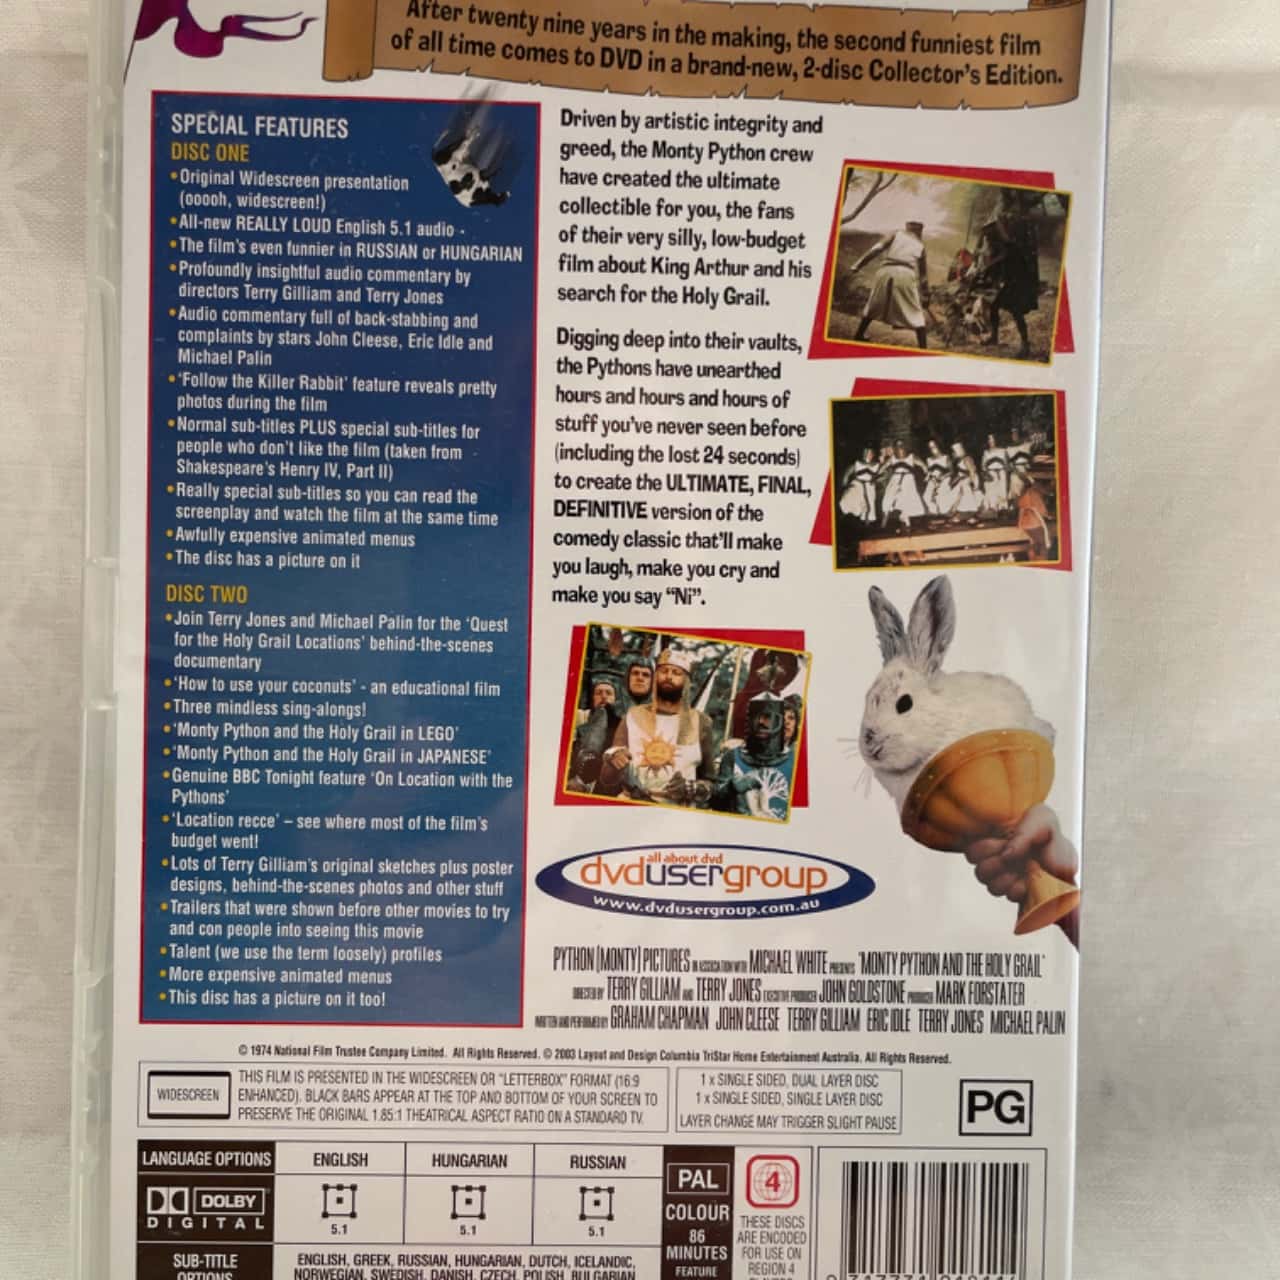 After twenty nine years in the making, the second funniest film
of all time comes to DVD in a brand-new, 2-disc Collector's Edition.
SPECIAL FEATURES
DISC ONE
•Original Widescreen presentation
(ooooh, widescreen!)
•All-new REALLY LOUD English 5.1 audio
•The film's even funnier in RUSSIAN or HUNGARIAN
•Profoundly insightful audio commentary by
directors Terry Gilliam and Terry Jones
•Audio commentary full of back-stabbing and
complaints by stars John Cleese, Eric Idle and
Michael Palin
•'Follow the Killer Rabbit' feature reveals pretty
photos during the film
•Normal sub-titles PLUS special sub-titles for
people who don't like the film (taken from
Shakespeare's Henry IV, Part II)
•Really special sub-titles so you can read the
screenplay and watch the film at the same time
•Awfully expensive animated menus
•The disc has a picture on it
DISC TWO
•Join Terry Jones and Michael Palin for the 'Quest
for the Holy Grail Locations' behind-the-scenes
documentary
•'How to use your coconuts' - an educational film
•Three mindless sing-alongs!
•'Monty Python and the Holy Grail in LEGO'
•'Monty Python and the Holy Grail in JAPANESE'
•Genuine BBC Tonight feature 'On Location with the
Pythons'
•'Location recce' – see where most of the film's
budget went!
•Lots of Terry Gilliam's original sketches plus poster
designs, behind-the-scenes photos and other stuff
•Trailers that were shown before other movies to try
and con people into seeing this movie
•Talent (we use the term loosely) profiles
•More expensive animated menus
•This disc has a picture on it too!
Driven by artistic integrity and
greed, the Monty Python crew
have created the ultimate
collectible for you, the fans
of their very silly, low-budget
film about King Arthur and his
search for the Holy Grail.
Digging deep into their vaults,
the Pythons have unearthed
hours and hours and hours of
stuff you've never seen before
(including the lost 24 seconds)
to create the ULTIMATE, FINAL,
DEFINITIVE version of the
comedy classic that'll make
you laugh, make you cry and
make you say "Ni".
all about dvd
dvdusergroup
www.dvdusergroup.com.au
PYTHON (MONTY) PICTURES IN ASSOCIATION WITH MICHAEL WHITE PRESENTS 'MONTY PYTHON AND THE HOLY GRAIL'
DIRECTED BY TERRY GILLIAM AND TERRY JONES EXECUTIVE PRODUCER JOHN GOLDSTONE PRODUCER MARK FORSTATER
WRITTEN AND PERFORMED BY GRAHAM CHAPMAN JOHN CLEESE TERRY GILLIAM ERIC IDLE TERRY JONES MICHAEL PALIN
© 1974 National Film Trustee Company Limited. All Rights Reserved. © 2003 Layout and Design Columbia TriStar Home Entertainment Australia. All Rights Reserved.
WIDESCREEN
THIS FILM IS PRESENTED IN THE WIDESCREEN OR "LETTERBOX" FORMAT (16:9
ENHANCED). BLACK BARS APPEAR AT THE TOP AND BOTTOM OF YOUR SCREEN TO
PRESERVE THE ORIGINAL 1.85:1 THEATRICAL ASPECT RATIO ON A STANDARD TV.
1 x SINGLE SIDED, DUAL LAYER DISC
1 x SINGLE SIDED, SINGLE LAYER DISC
LAYER CHANGE MAY TRIGGER SLIGHT PAUSE
PG
LANGUAGE OPTIONS
ENGLISH
HUNGARIAN
RUSSIAN
DOLBY
DIGITAL
5.1
5.1
5.1
SUB-TITLE
OPTIONS
ENGLISH, GREEK, RUSSIAN, HUNGARIAN, DUTCH, ICELANDIC,
NORWEGIAN, SWEDISH, DANISH, CZECH, POLISH, BULGARIAN
PAL
COLOUR
86
MINUTES
FEATURE
4
THESE DISCS
ARE ENCODED
FOR USE ON
REGION 4